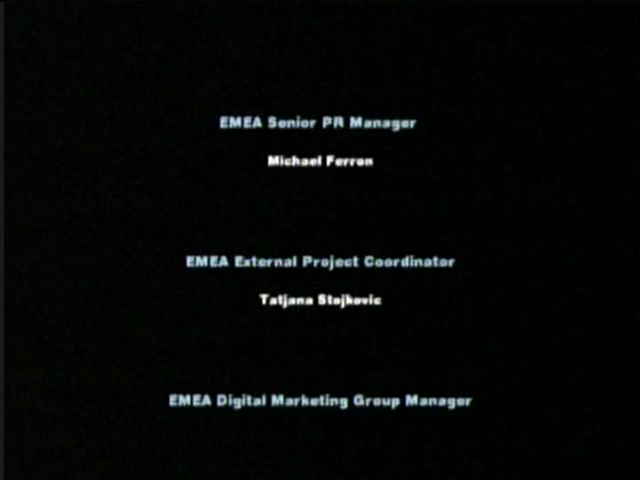 EMEA Senior PR Manager
Michael Ferron
EMEA External Project Coordinator
Tatjana Stojkovic
EMEA Digital Marketing Group Manager